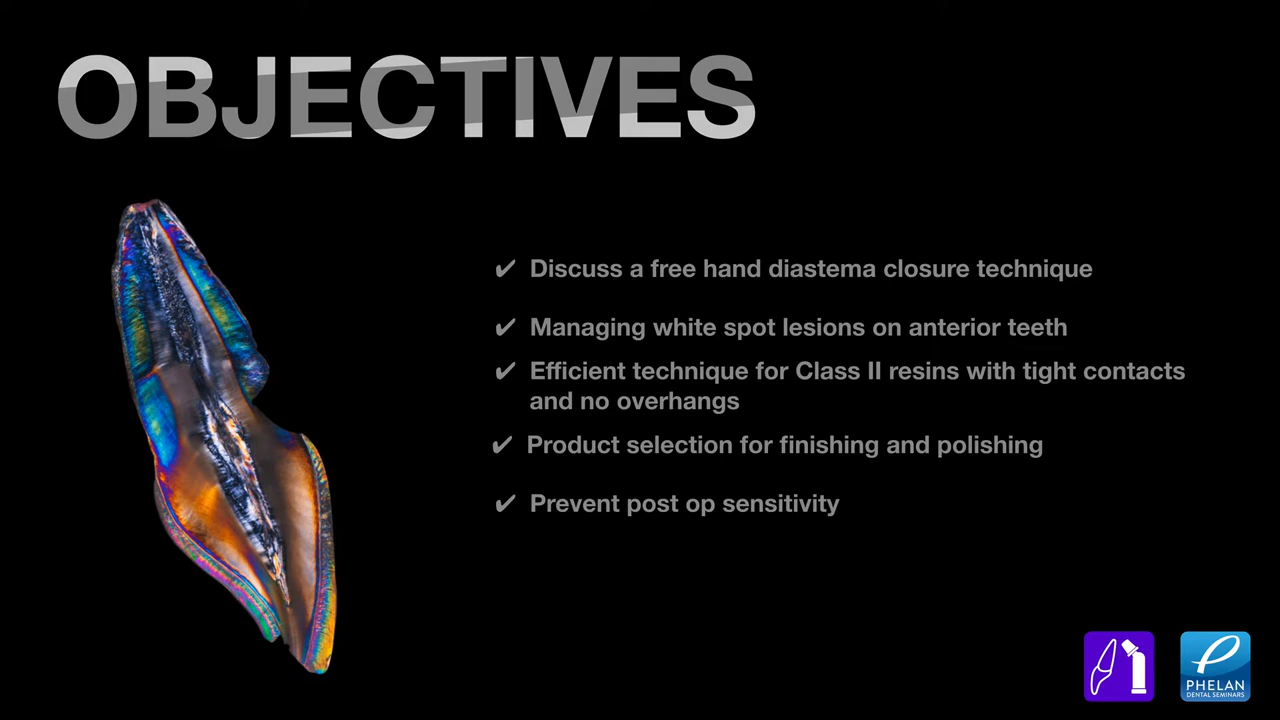 OBJECTIVES
✔ Discuss a free hand diastema closure technique
✔ Managing white spot lesions on anterior teeth
✔ Efficient technique for Class II resins with tight contacts
and no overhangs
✔ Product selection for finishing and polishing
✔ Prevent post op sensitivity
PHELAN
DENTAL SEMINARS